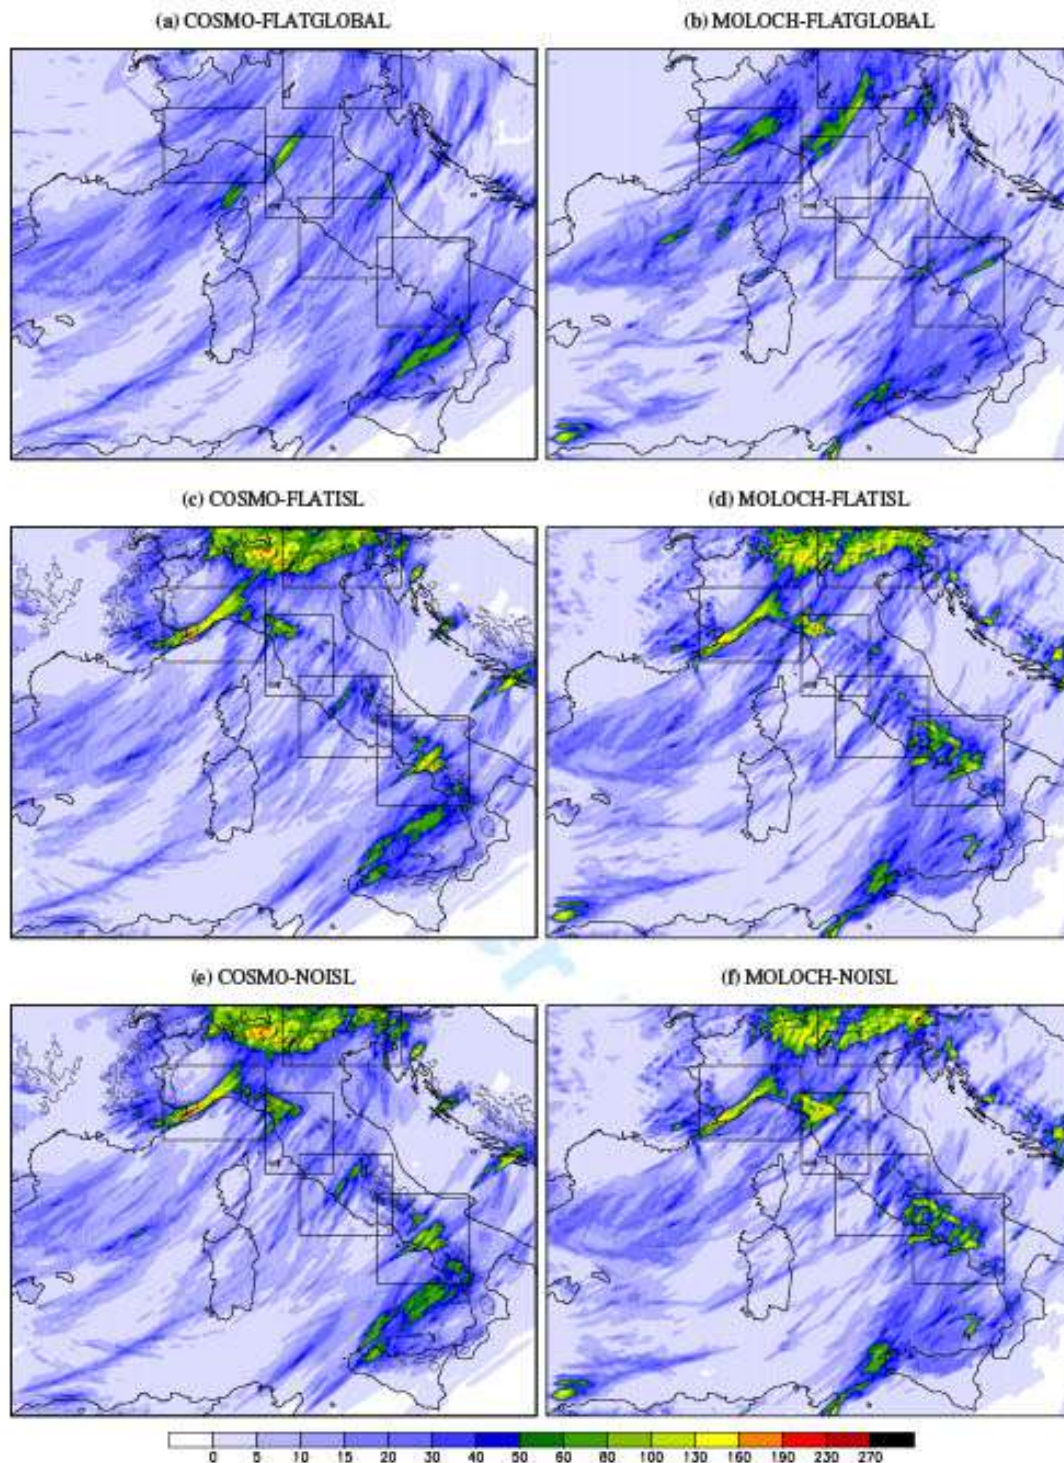 (a) COSMO-FLATGLOBAL
(b) MOLOCH-FLATGLOBAL
(c) COSMO-FLATISL
(d) MOLOCH-FLATISL
(e) COSMO-NOISL
(f) MOLOCH-NOISL
0 5 10 15 20 30 40 50 60 80 100 130 160 190 230 270